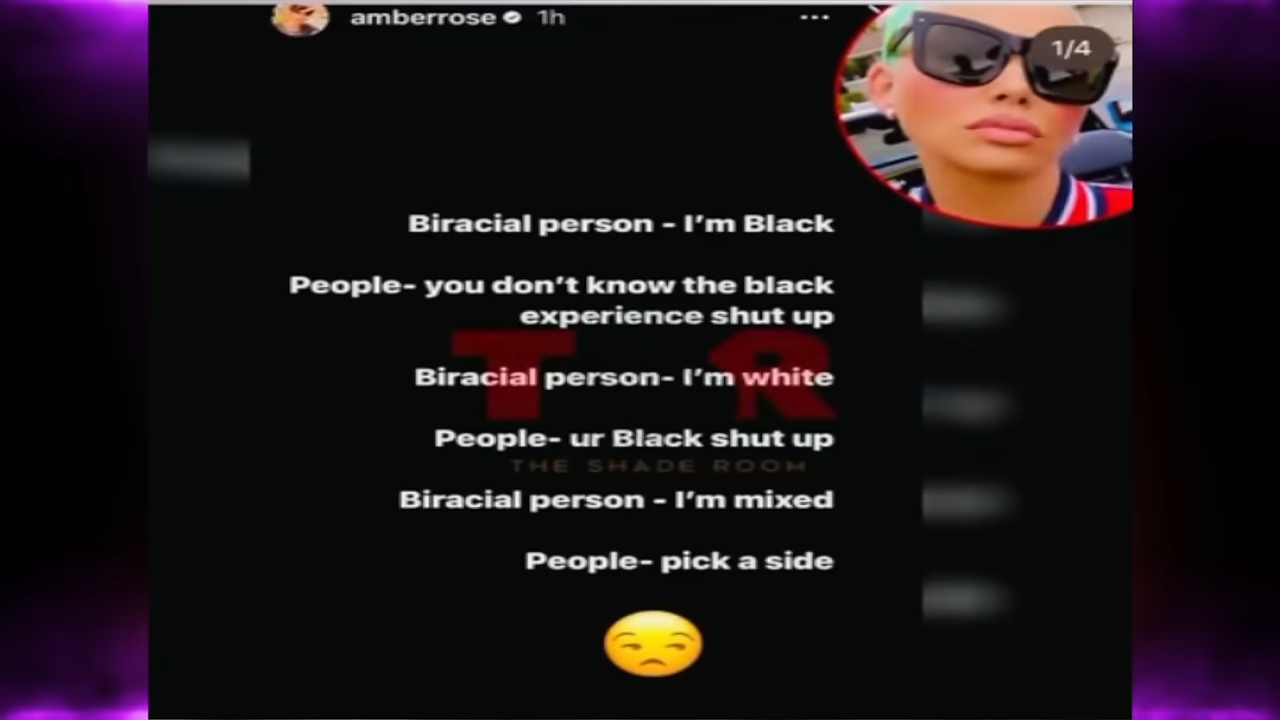 amberrose 1h
1/4
Biracial person - I'm Black
People- you don't know the black
experience shut up
Biracial person- I'm white
People- ur Black shut up
T R
THE SHADE ROOM
Biracial person - I'm mixed
People- pick a side